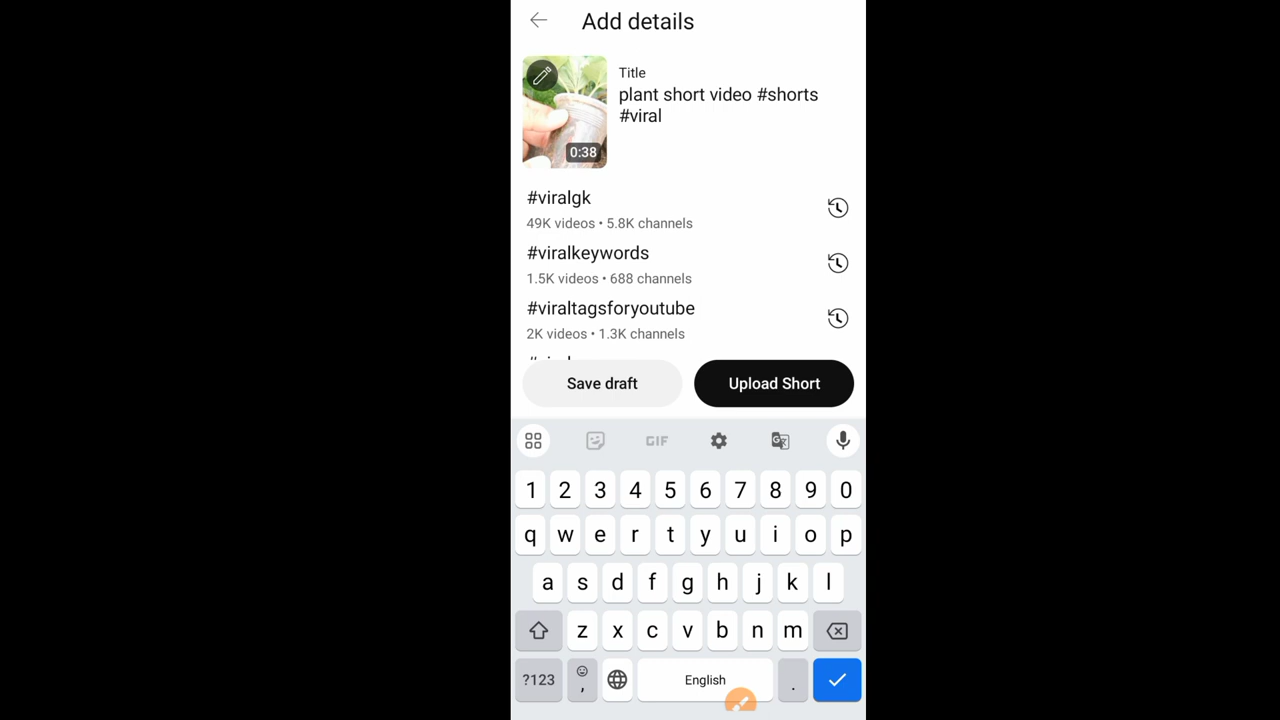 Add details
Title
plant short video #shorts
#viral
0:38
#viralgk
49K videos • 5.8K channels
#viralkeywords
1.5K videos • 688 channels
#viraltagsforyoutube
2K videos • 1.3K channels
Save draft
Upload Short
GIF
1 2 3 4 5 6 7 8 9 0
q w e r t y u i o p
a s d f g h j k l
z x c v b n m
?123 , English .